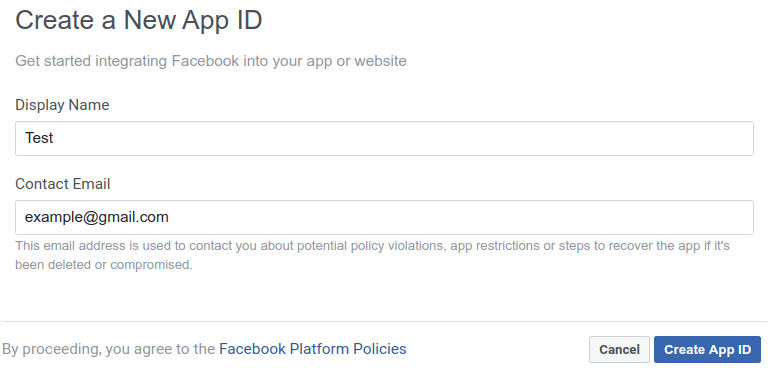 Create a New App ID
Get started integrating Facebook into your app or website
Display Name
Test
Contact Email
example@gmail.com
This email address is used to contact you about potential policy violations, app restrictions or steps to recover the app if it's
been deleted or compromised.
By proceeding, you agree to the Facebook Platform Policies
Cancel
Create App ID